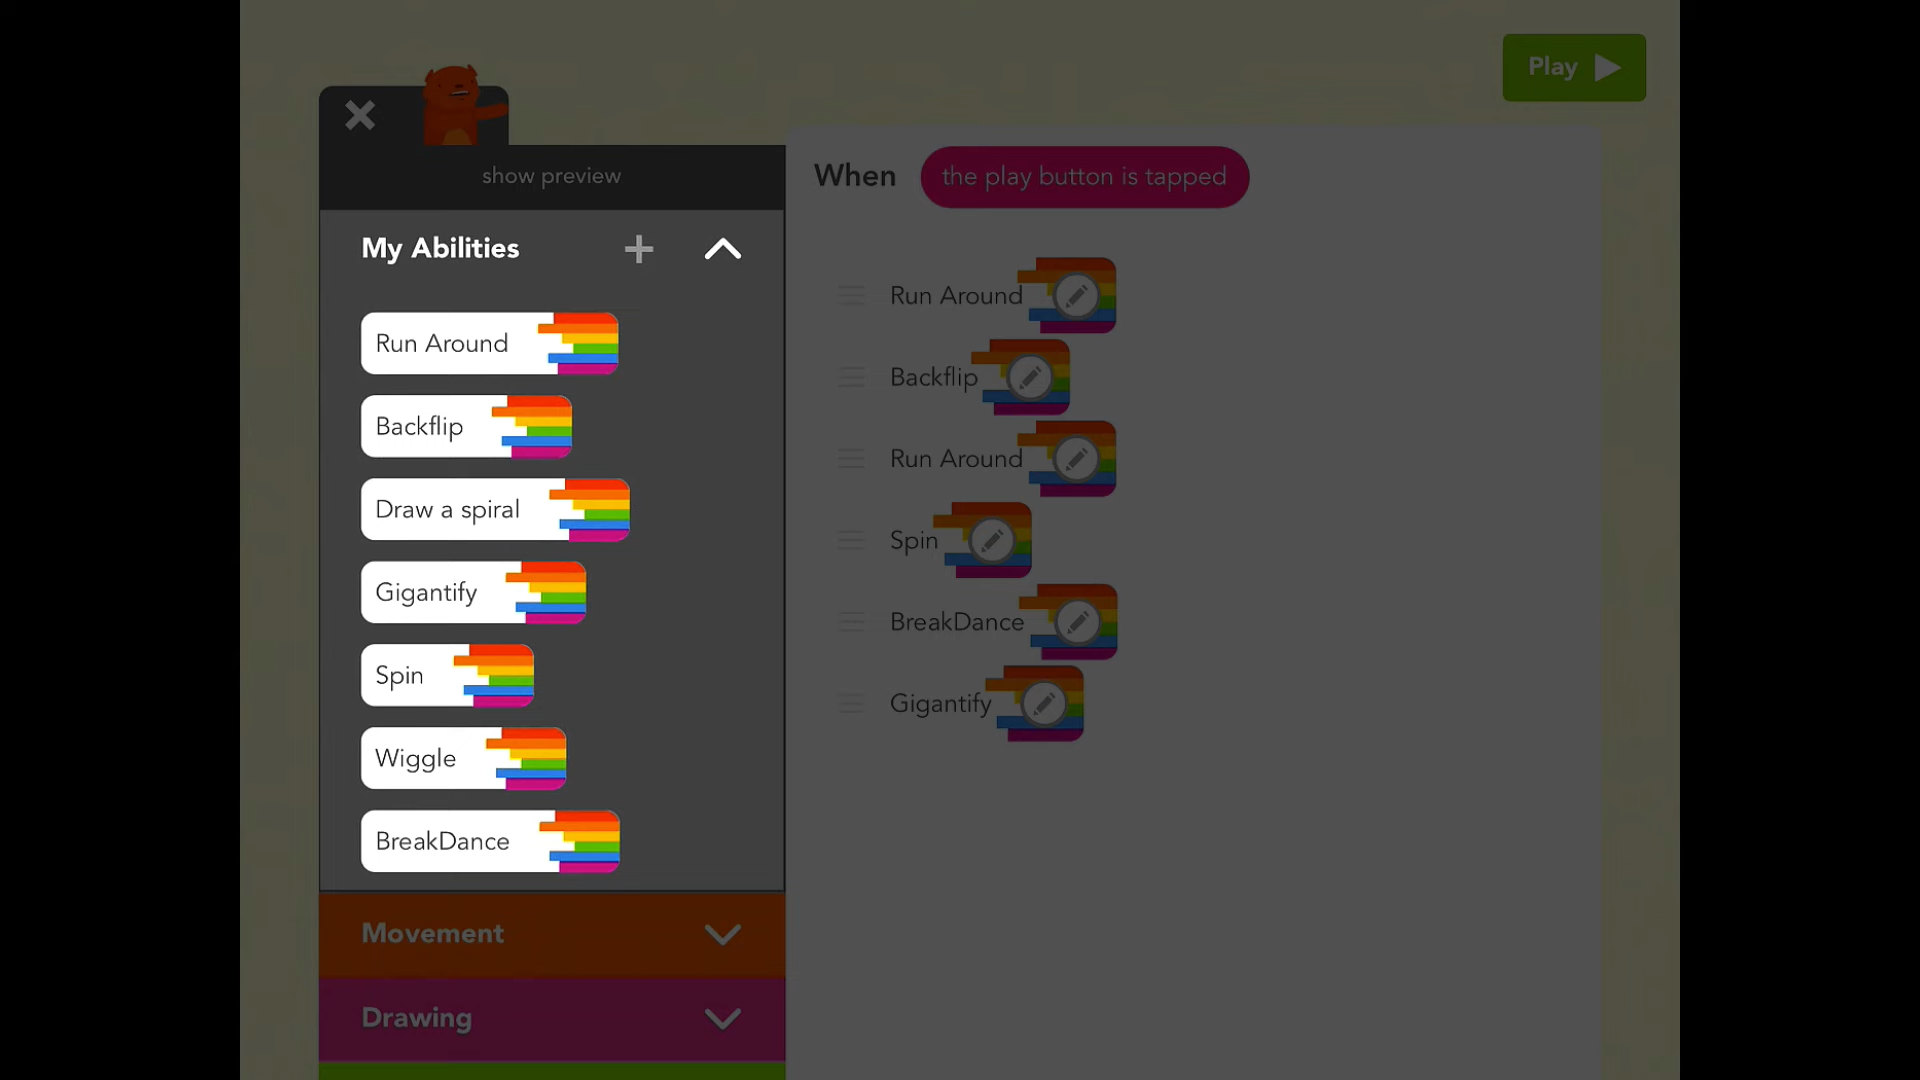 Play
show preview
When the play button is tapped
My Abilities
Run Around
Backflip
Draw a spiral
Gigantify
Spin
Wiggle
BreakDance
Movement
Drawing
Run Around
Backflip
Run Around
Spin
BreakDance
Gigantify